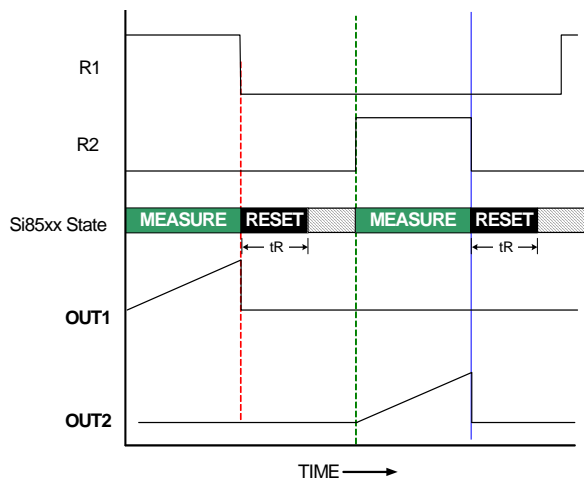 R1
R2
Si85xx State
MEASURE RESET MEASURE RESET
tR tR
OUT1
OUT2
TIME